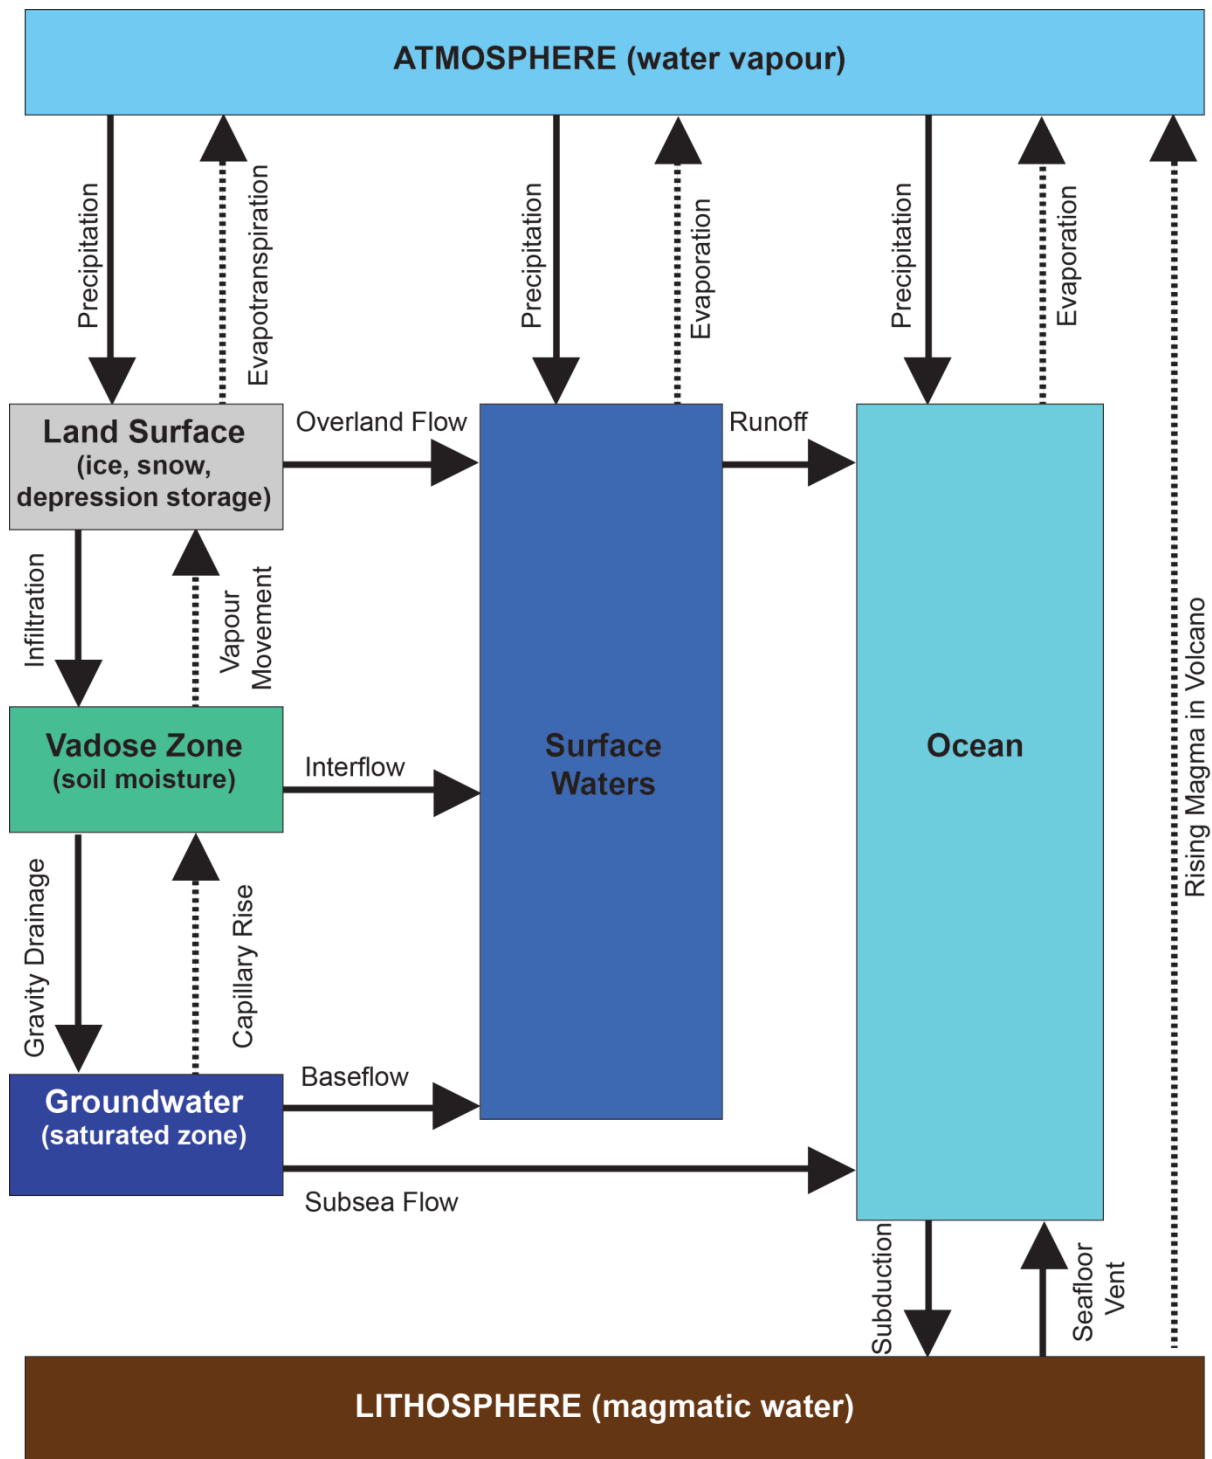 ATMOSPHERE (water vapour)
Precipitation
Evapotranspiration
Precipitation
Evaporation
Precipitation
Evaporation
Rising Magma in Volcano
Land Surface
(ice, snow,
depression storage)
Overland Flow
Runoff
Infiltration
Vapour
Movement
Vadose Zone
(soil moisture)
Interflow
Surface
Waters
Ocean
Gravity Drainage
Capillary Rise
Groundwater
(saturated zone)
Baseflow
Subsea Flow
Subduction
Seafloor
Vent
LITHOSPHERE (magmatic water)